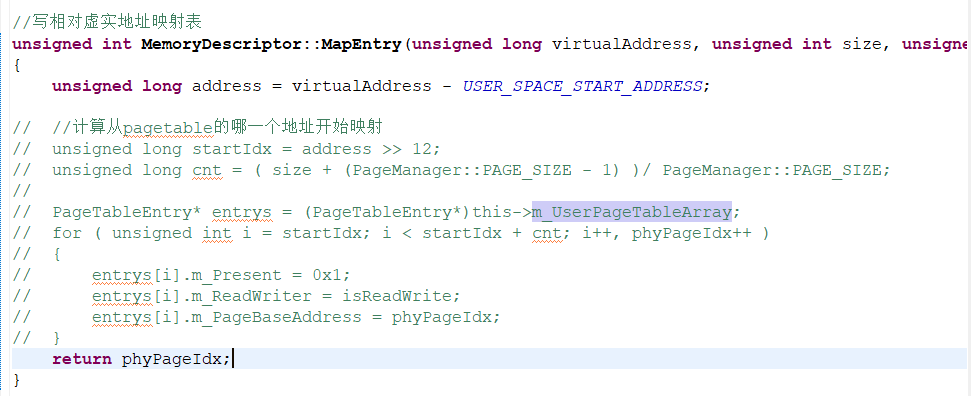 //写相对虚实地址映射表
unsigned int MemoryDescriptor::MapEntry(unsigned long virtualAddress, unsigned int size, unsigne
{
    unsigned long address = virtualAddress - USER_SPACE_START_ADDRESS;
//  //计算从pagetable的哪一个地址开始映射
//  unsigned long startIdx = address >> 12;
//  unsigned long cnt = ( size + (PageManager::PAGE_SIZE - 1) )/ PageManager::PAGE_SIZE;
//
//  PageTableEntry* entrys = (PageTableEntry*)this->m_UserPageTableArray;
//  for ( unsigned int i = startIdx; i < startIdx + cnt; i++, phyPageIdx++ )
//  {
//      entrys[i].m_Present = 0x1;
//      entrys[i].m_ReadWriter = isReadWrite;
//      entrys[i].m_PageBaseAddress = phyPageIdx;
//  }
    return phyPageIdx;
}